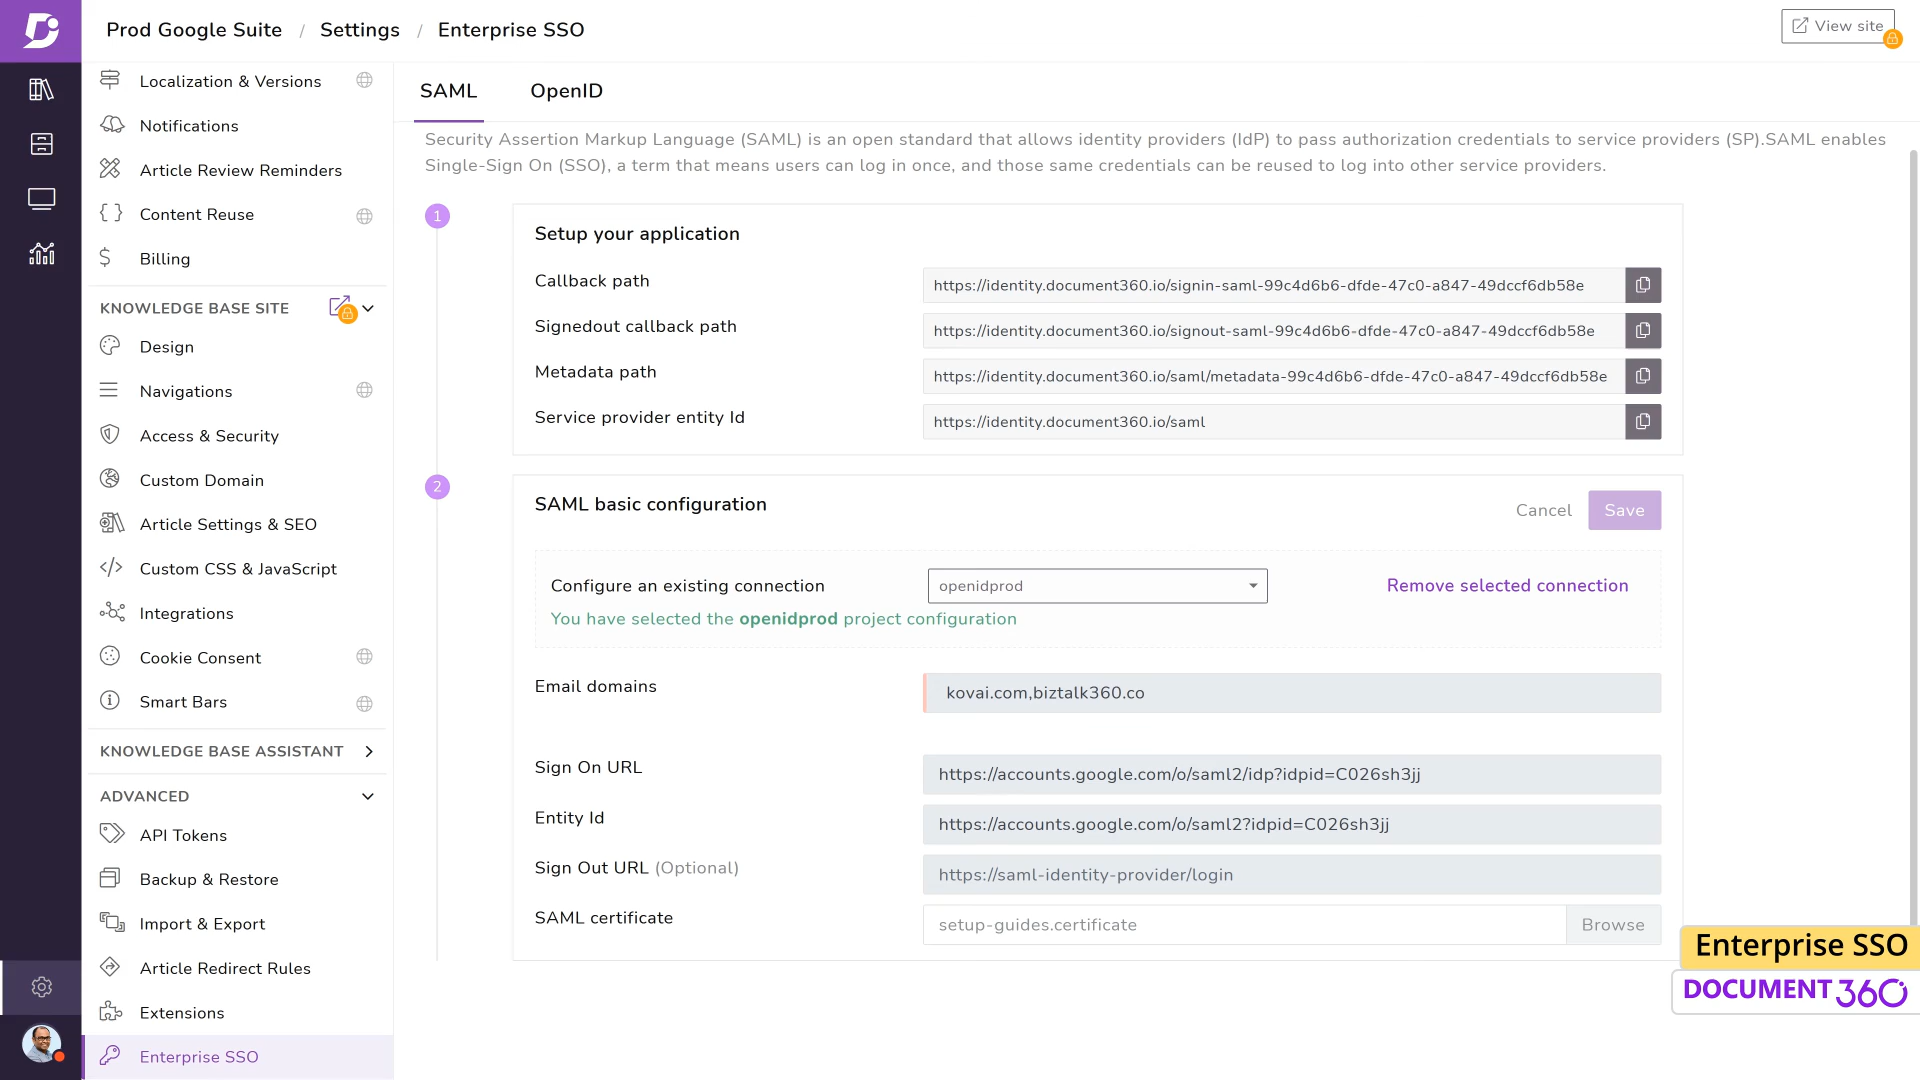 Prod Google Suite / Settings / Enterprise SSO
View site
Localization & Versions
Notifications
Article Review Reminders
Content Reuse
Billing
KNOWLEDGE BASE SITE
Design
Navigations
Access & Security
Custom Domain
Article Settings & SEO
Custom CSS & JavaScript
Integrations
Cookie Consent
Smart Bars
KNOWLEDGE BASE ASSISTANT
ADVANCED
API Tokens
Backup & Restore
Import & Export
Article Redirect Rules
Extensions
Enterprise SSO
SAML OpenID
Security Assertion Markup Language (SAML) is an open standard that allows identity providers (IdP) to pass authorization credentials to service providers (SP).SAML enables
Single-Sign On (SSO), a term that means users can log in once, and those same credentials can be reused to log into other service providers.
1
Setup your application
Callback path https://identity.document360.io/signin-saml-99c4d6b6-dfde-47c0-a847-49dccf6db58e
Signedout callback path https://identity.document360.io/signout-saml-99c4d6b6-dfde-47c0-a847-49dccf6db58e
Metadata path https://identity.document360.io/saml/metadata-99c4d6b6-dfde-47c0-a847-49dccf6db58e
Service provider entity Id https://identity.document360.io/saml
2
SAML basic configuration Cancel Save
Configure an existing connection openidprod Remove selected connection
You have selected the openidprod project configuration
Email domains kovai.com,biztalk360.co
Sign On URL https://accounts.google.com/o/saml2/idp?idpid=C026sh3jj
Entity Id https://accounts.google.com/o/saml2?idpid=C026sh3jj
Sign Out URL (Optional) https://saml-identity-provider/login
SAML certificate setup-guides.certificate Browse
Enterprise SSO
DOCUMENT360